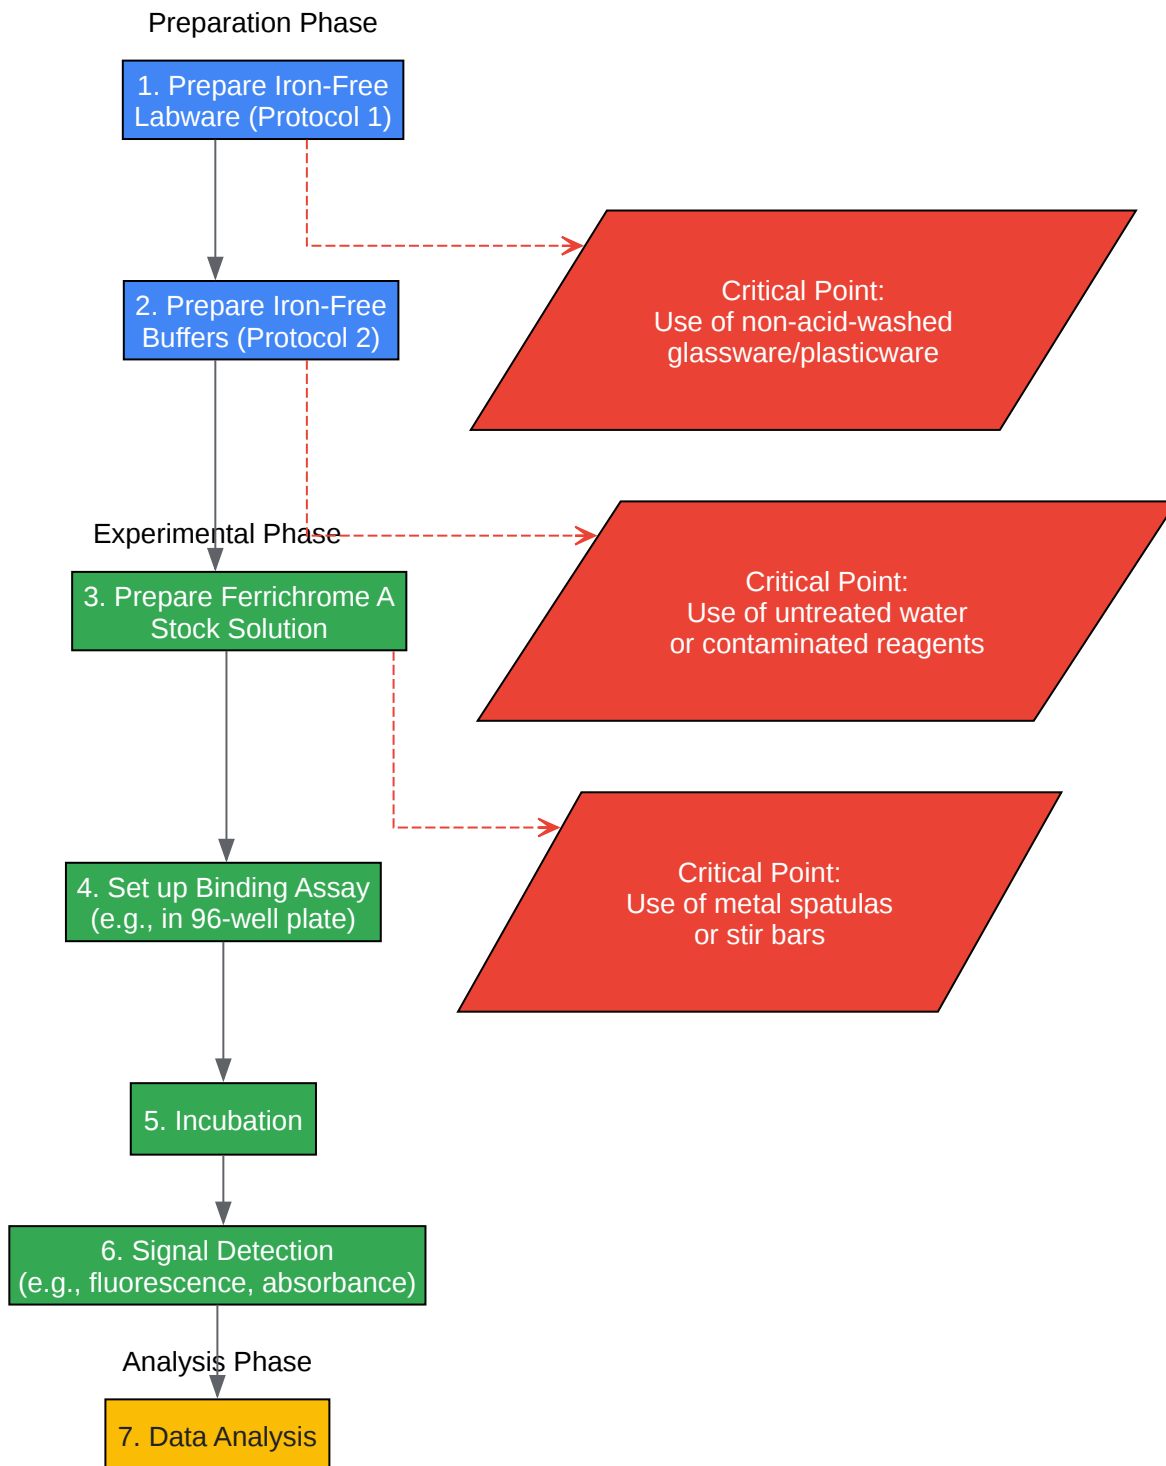 Preparation Phase
1. Prepare Iron-Free
Labware (Protocol 1)
2. Prepare Iron-Free
Buffers (Protocol 2)
Critical Point:
Use of non-acid-washed
glassware/plasticware
Experimental Phase
3. Prepare Ferrichrome A
Stock Solution
Critical Point:
Use of untreated water
or contaminated reagents
4. Set up Binding Assay
(e.g., in 96-well plate)
Critical Point:
Use of metal spatulas
or stir bars
5. Incubation
6. Signal Detection
(e.g., fluorescence, absorbance)
Analysis Phase
7. Data Analysis